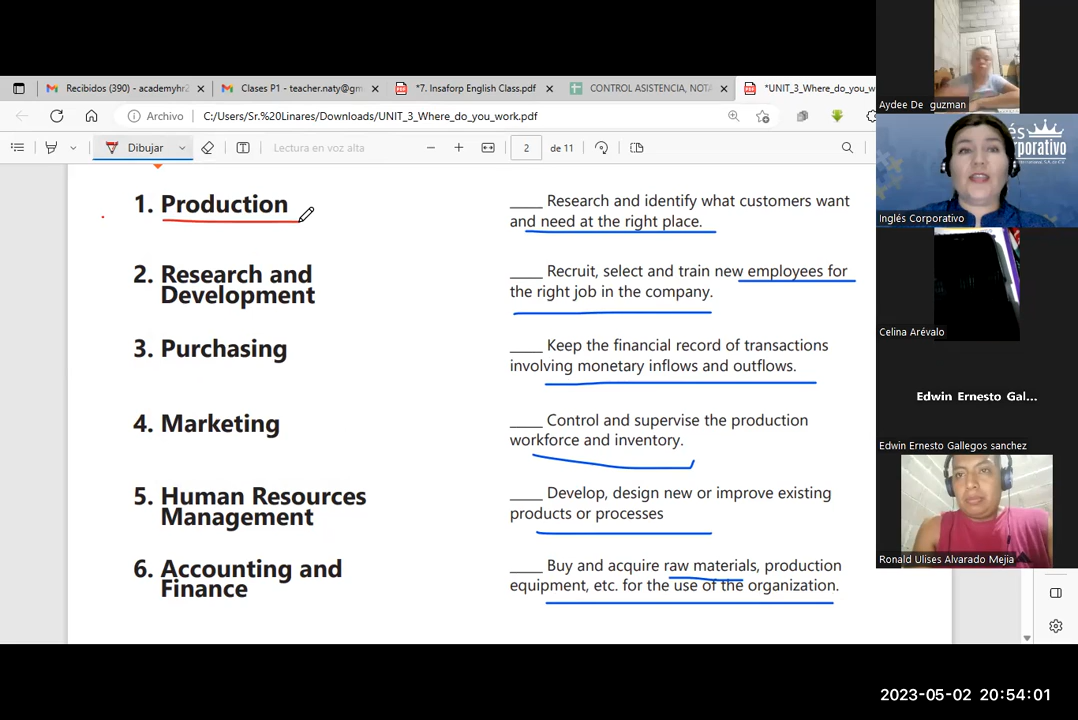 Recibidos (390) - academyhr2
Clases P1 - teacher.naty@gm
*7. Insaforp English Class.pdf
CONTROL ASISTENCIA, NOTA
*UNIT_3_Where_do_you_w
Archivo
C:/Users/Sr.%20Linares/Downloads/UNIT_3_Where_do_you_work.pdf
Dibujar
Lectura en voz alta
2
de 11
1. Production
____ Research and identify what customers want
and need at the right place.
2. Research and
Development
____ Recruit, select and train new employees for
the right job in the company.
3. Purchasing
____ Keep the financial record of transactions
involving monetary inflows and outflows.
4. Marketing
____ Control and supervise the production
workforce and inventory.
5. Human Resources
Management
____ Develop, design new or improve existing
products or processes
6. Accounting and
Finance
____ Buy and acquire raw materials, production
equipment, etc. for the use of the organization.
Aydee De guzman
és
orporativo
Inglés Corporativo
Celina Arévalo
Edwin Ernesto Gal...
Edwin Ernesto Gallegos sanchez
Ronald Ulises Alvarado Mejia
2023-05-02 20:54:01